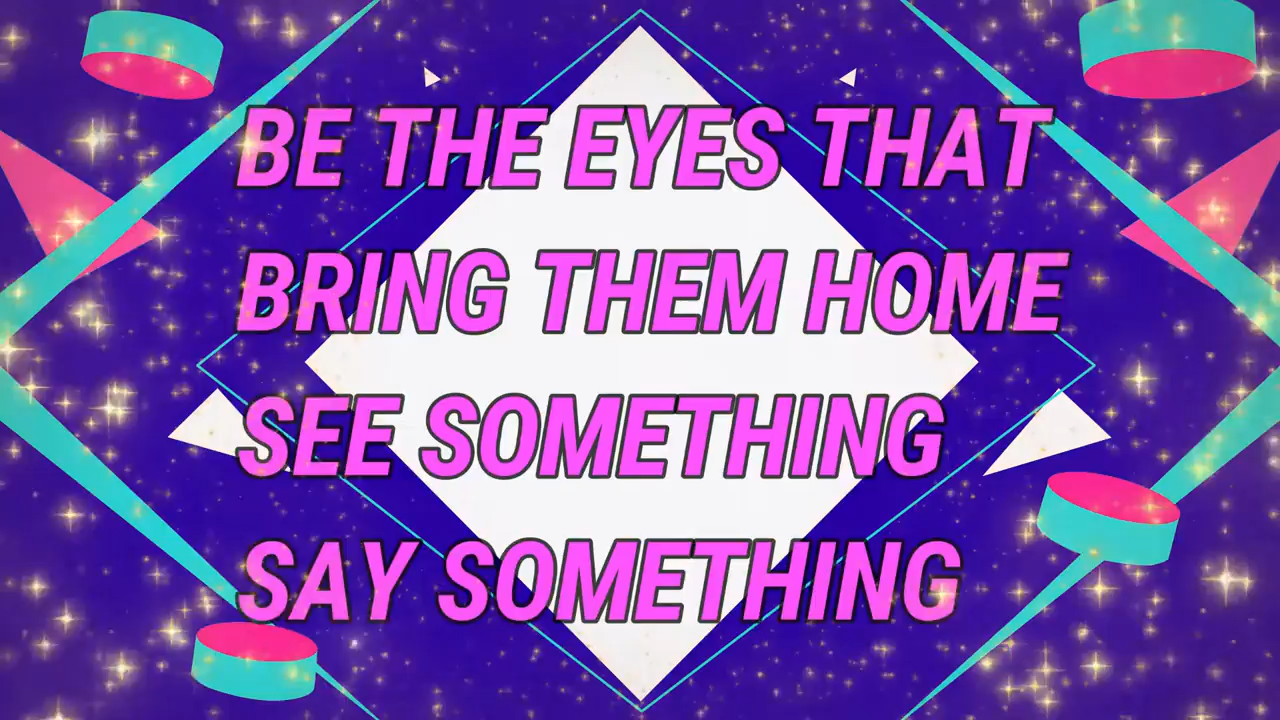 BE THE EYES THAT
BRING THEM HOME
SEE SOMETHING
SAY SOMETHING